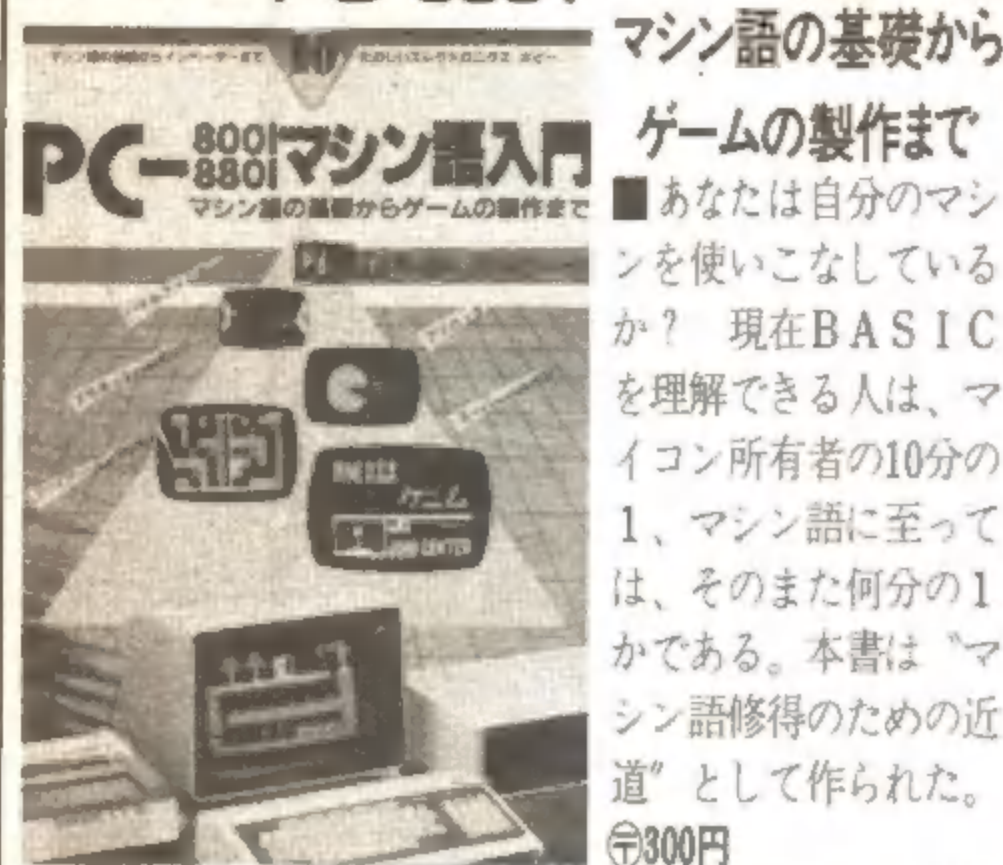 マシン語の基礎から
ゲームの製作まで
■あなたは自分のマシ
ンを使いこなしている
か？　現在BASIC
を理解できる人は、マ
イコン所有者の10分の
1、マシン語に至って
は、そのまた何分の1
かである。本書は〝マ
シン語修得のための近
道〟として作られた。
〶300円
PC-8001
8801マシン語入門
マシン語の基礎からゲームの製作まで
ゲーム